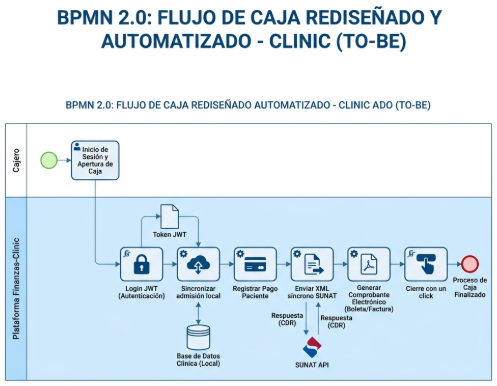 BPMN 2.0: FLUJO DE CAJA REDISEÑADO Y
AUTOMATIZADO - CLINIC (TO-BE)
BPMN 2.0: FLUJO DE CAJA REDISEÑADO AUTOMATIZADO - CLINIC ADO (TO-BE)
Cajero
Inicio de
Sesión y
Apertura de
Caja
Plataforma Finanzas-Clinic
Token JWT
Login JWT
(Autenticación)
Sincronizar
admisión local
Registrar Pago
Paciente
Enviar XML
síncrono SUNAT
Generar
Comprobante
Electrónico
(Boleta/Factura)
Cierre con un
click
Proceso de
Caja
Finalizado
Respuesta
(CDR)
Respuesta
(CDR)
Base de Datos
Clínica (Local)
SUNAT API